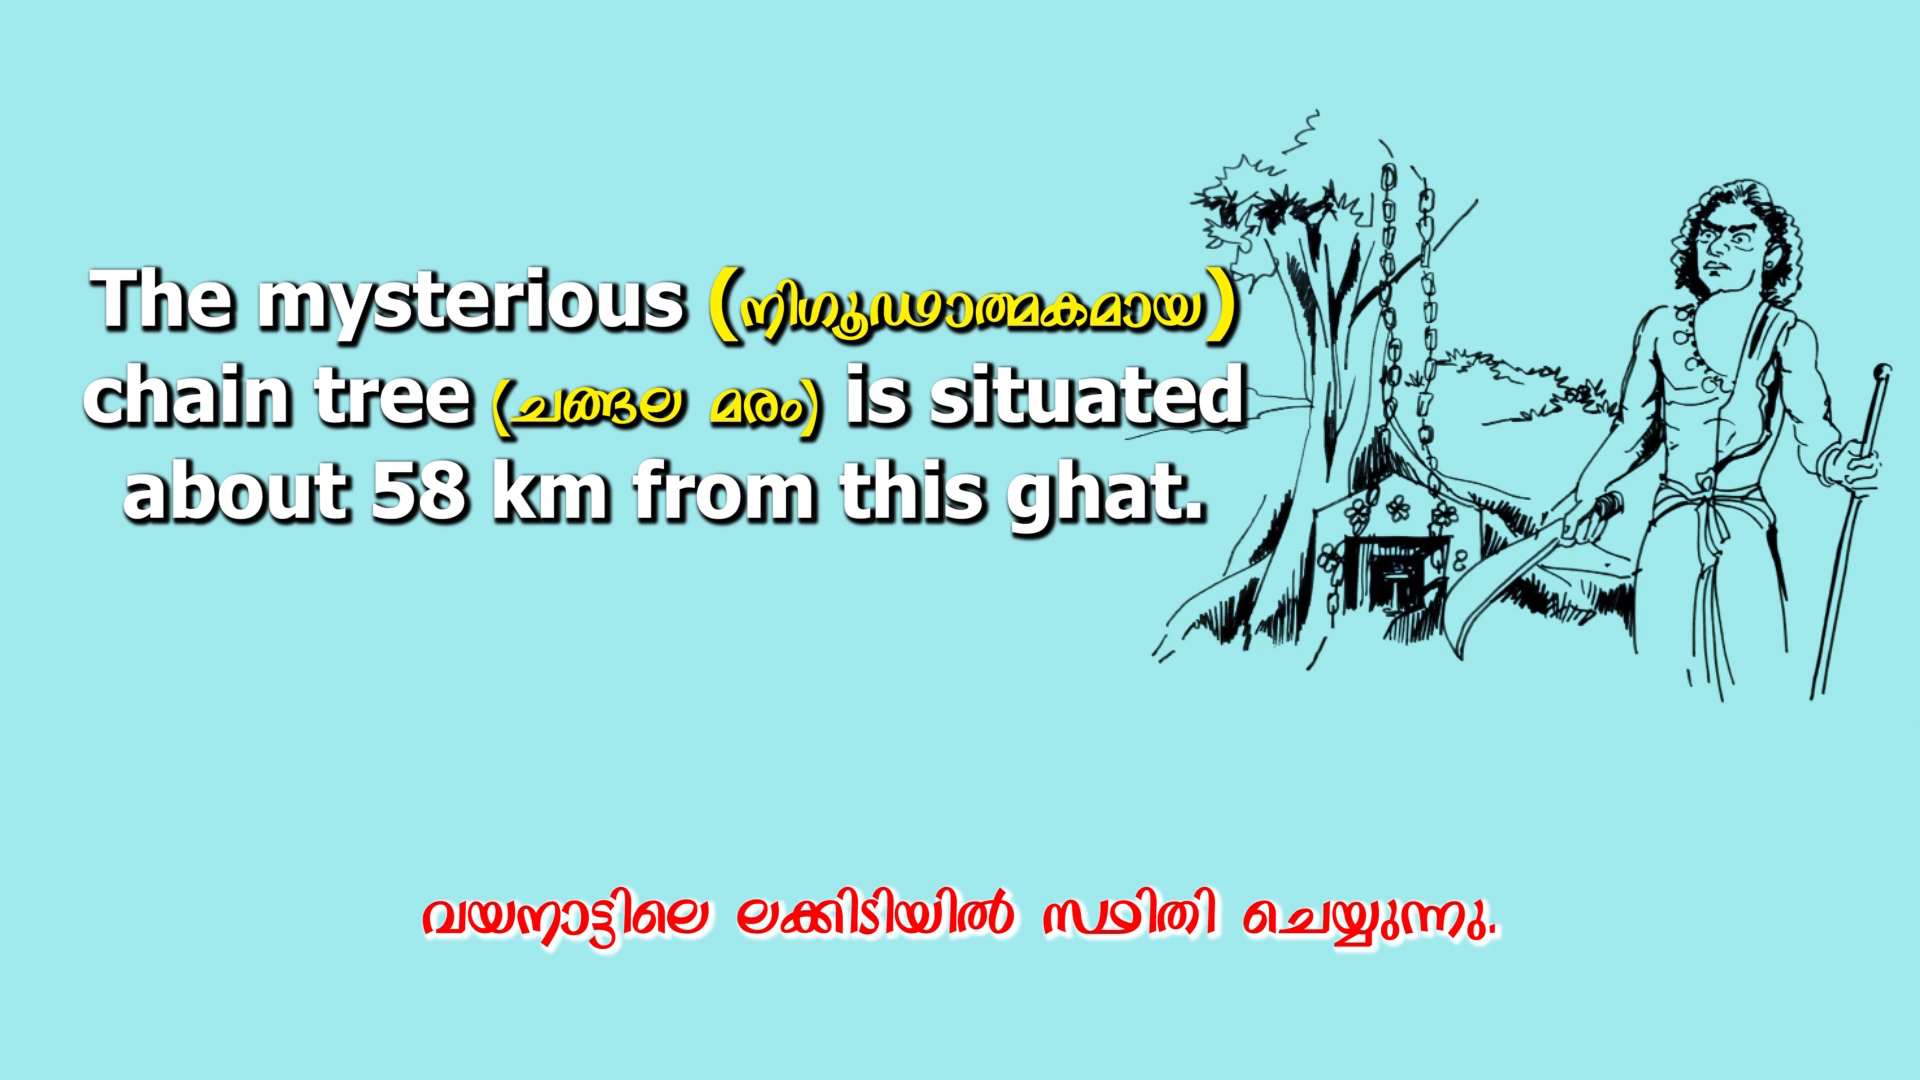 The mysterious (നിഗൂഢാത്മകമായ)
chain tree (ചങ്ങല മരം) is situated
about 58 km from this ghat.
വയനാട്ടിലെ ലക്കിടിയിൽ സ്ഥിതി ചെയ്യുന്നു.